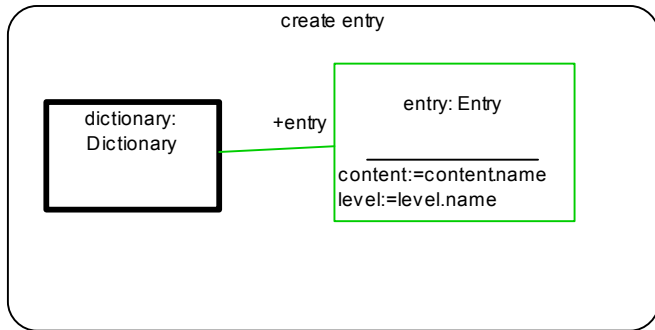 create entry
dictionary:
Dictionary
+entry
entry: Entry
content:=content.name
level:=level.name